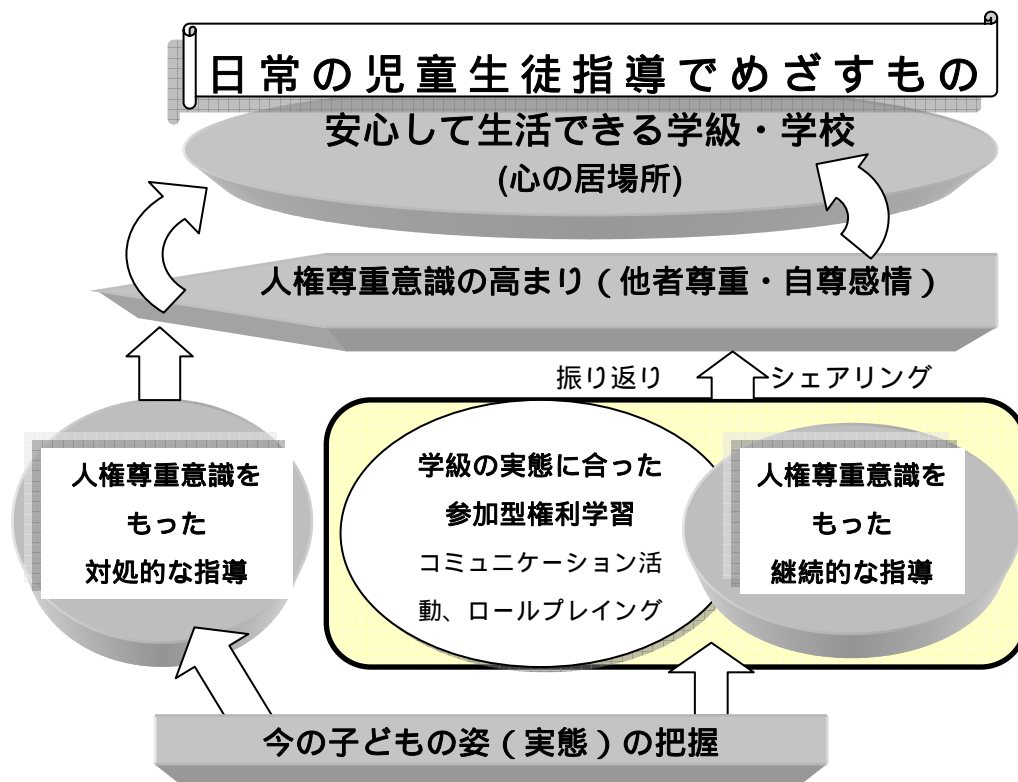 日常の児童生徒指導でめざすもの
安心して生活できる学級・学校
(心の居場所)
人権尊重意識の高まり(他者尊重・自尊感情)
振り返り
シェアリング
人権尊重意識を
もった
対処的な指導
学級の実態に合った
参加型権利学習
コミュニケーション活
動、ロールプレイング
人権尊重意識を
もった
継続的な指導
今の子どもの姿(実態)の把握